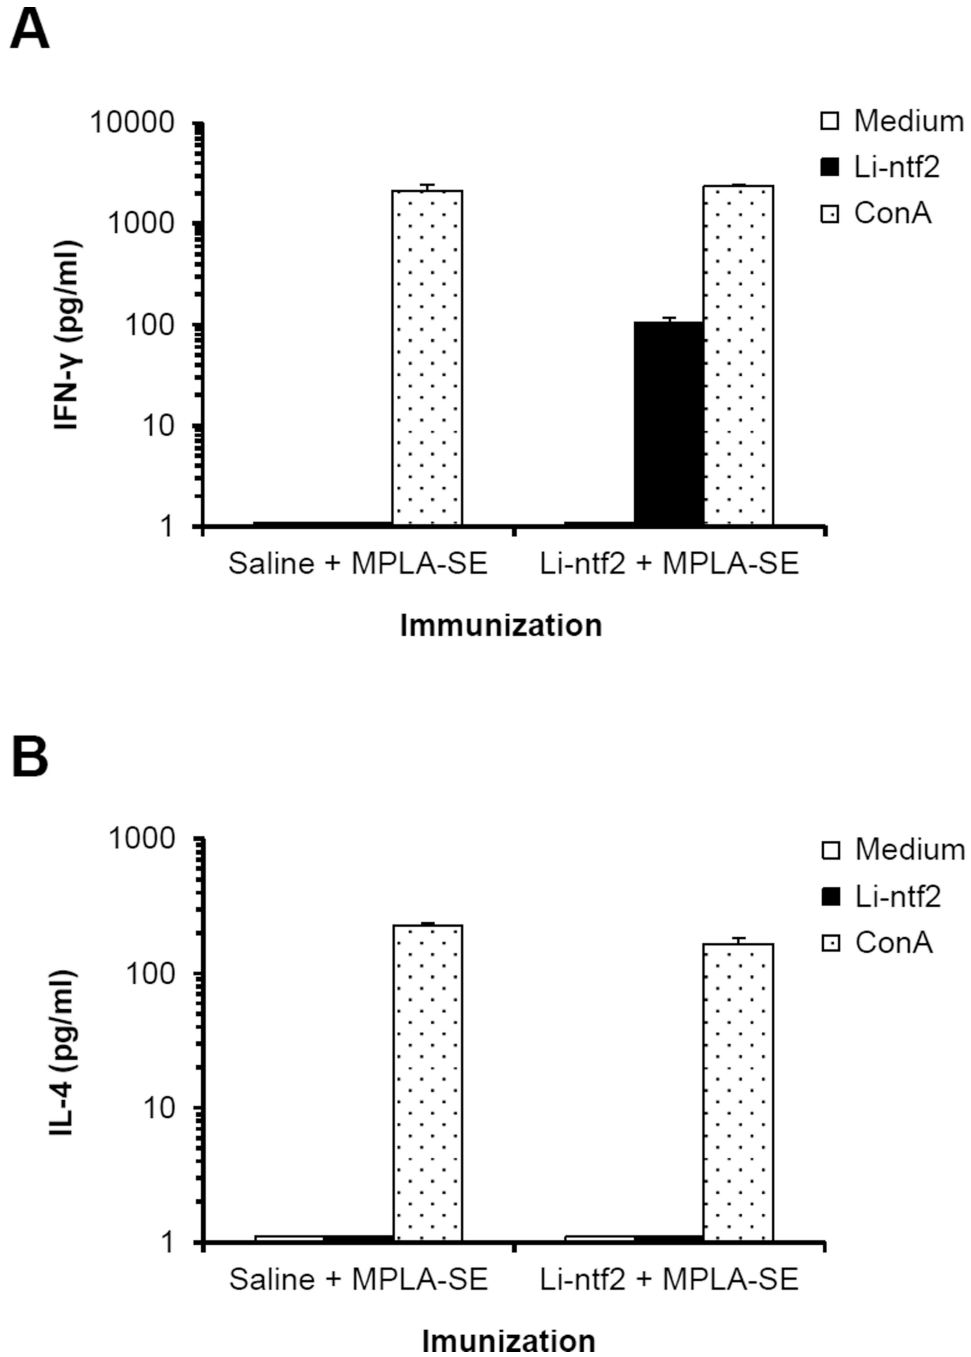 A
10000
1000
100
10
1
IFN-γ (pg/ml)
Medium
Li-ntf2
ConA
Saline + MPLA-SE
Li-ntf2 + MPLA-SE
Immunization
B
1000
100
10
1
IL-4 (pg/ml)
Medium
Li-ntf2
ConA
Saline + MPLA-SE
Li-ntf2 + MPLA-SE
Imunization